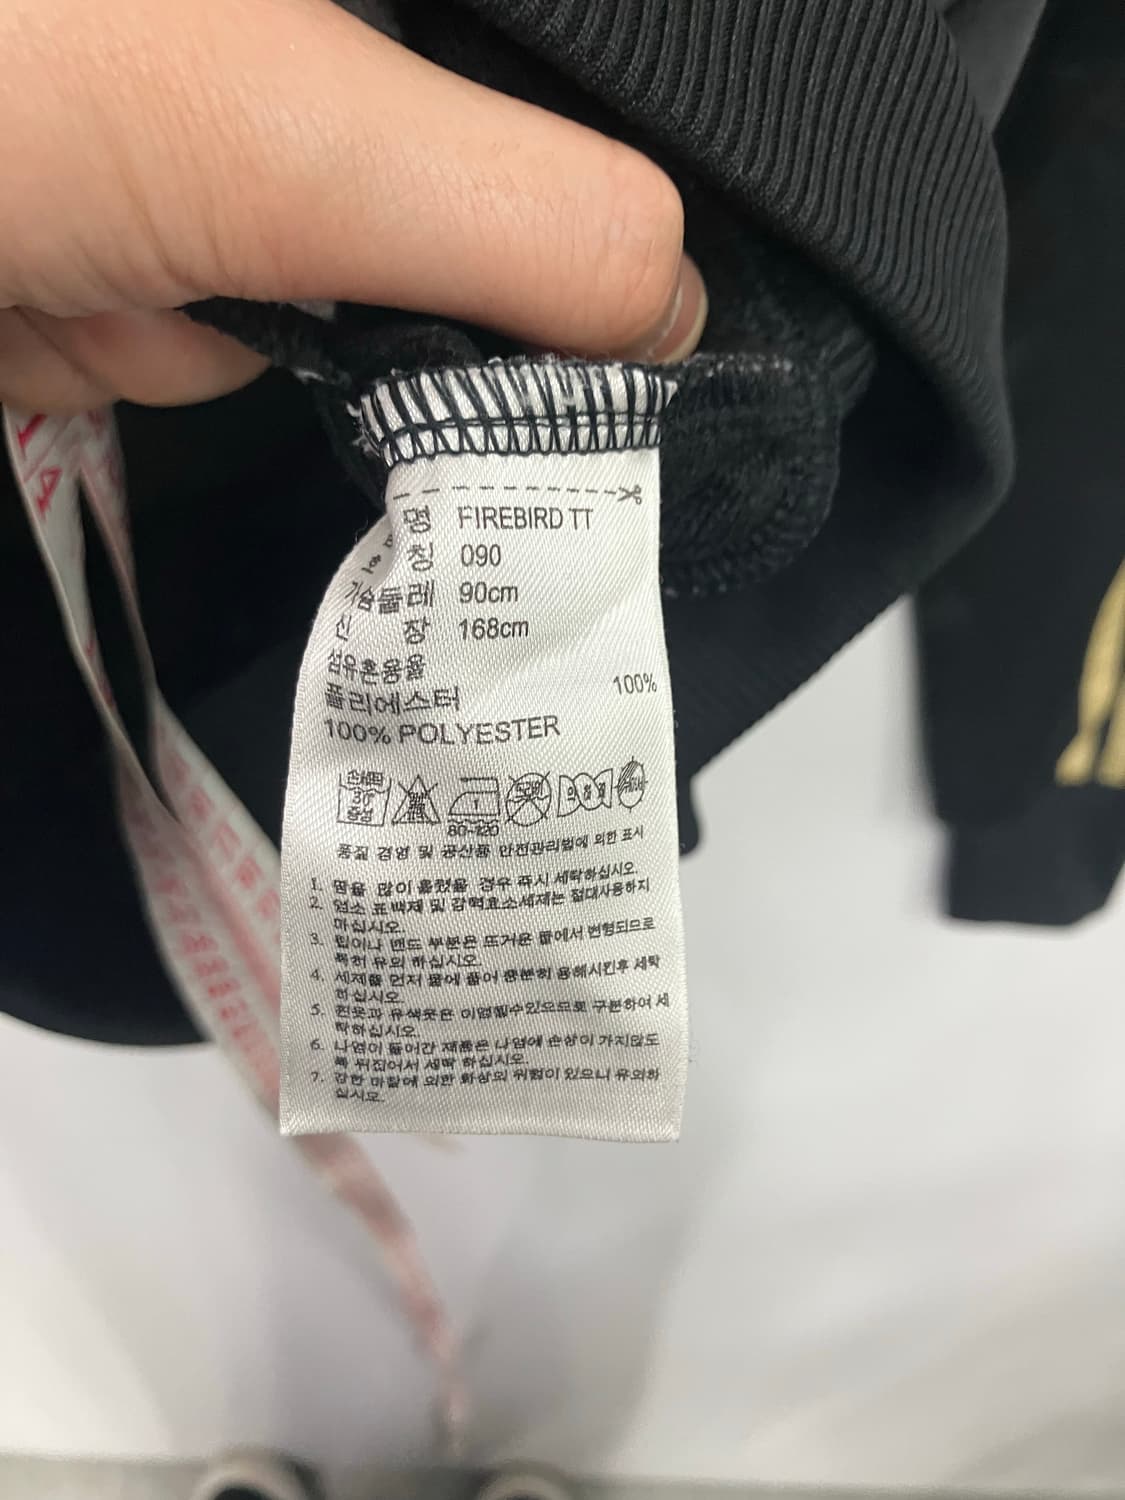 명 FIREBIRD TT
칭 090
가슴둘레 90cm
신 장 168cm
섬유혼용율
폴리에스터 100%
100% POLYESTER
손세탁
30
중성
80~120
품질 경영 및 공산품 안전관리법에 의한 표시
1. 땀을 많이 흘렸을 경우 즉시 세탁하십시오.
2. 염소 표백제 및 강력효소세제는 절대사용하지
마십시오.
3. 립이나 밴드 부분은 뜨거운 물에서 변형되므로
특히 유의 하십시오.
4. 세제를 먼저 물에 풀어 충분히 용해시킨후 세탁
하십시오.
5. 흰옷과 유색옷은 이염될수있으므로 구분하여 세
탁하십시오.
6. 나염이 들어간 제품은 나염에 손상이 가지않도
록 뒤집어서 세탁 하십시오.
7. 강한 마찰에 의한 화상의 위험이 있으니 유의하
십시오.